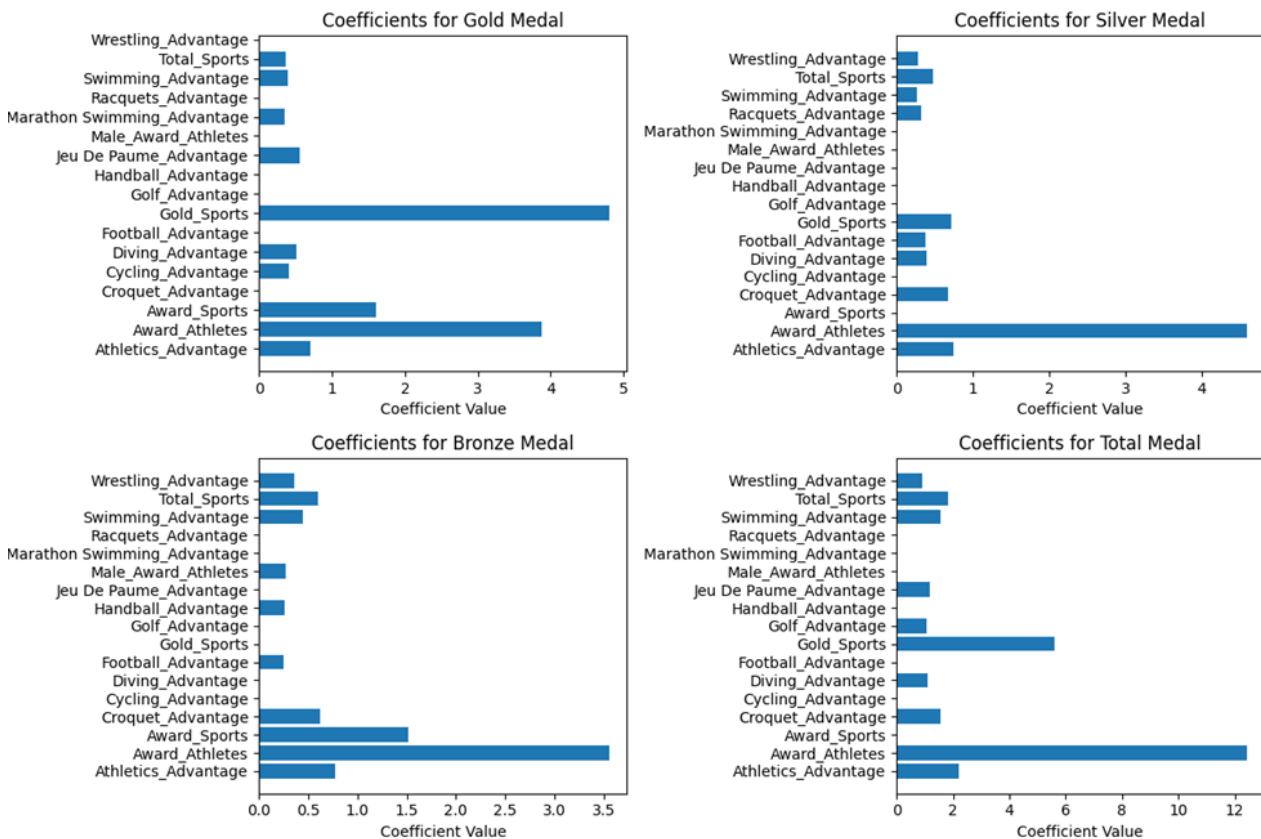 Coefficients for Gold Medal
Wrestling_Advantage
Total_Sports
Swimming_Advantage
Racquets_Advantage
Marathon Swimming_Advantage
Male_Award_Athletes
Jeu De Paume_Advantage
Handball_Advantage
Golf_Advantage
Gold_Sports
Football_Advantage
Diving_Advantage
Cycling_Advantage
Croquet_Advantage
Award_Sports
Award_Athletes
Athletics_Advantage
0 1 2 3 4 5
Coefficient Value
Coefficients for Silver Medal
Wrestling_Advantage
Total_Sports
Swimming_Advantage
Racquets_Advantage
Marathon Swimming_Advantage
Male_Award_Athletes
Jeu De Paume_Advantage
Handball_Advantage
Golf_Advantage
Gold_Sports
Football_Advantage
Diving_Advantage
Cycling_Advantage
Croquet_Advantage
Award_Sports
Award_Athletes
Athletics_Advantage
0 1 2 3 4
Coefficient Value
Coefficients for Bronze Medal
Wrestling_Advantage
Total_Sports
Swimming_Advantage
Racquets_Advantage
Marathon Swimming_Advantage
Male_Award_Athletes
Jeu De Paume_Advantage
Handball_Advantage
Golf_Advantage
Gold_Sports
Football_Advantage
Diving_Advantage
Cycling_Advantage
Croquet_Advantage
Award_Sports
Award_Athletes
Athletics_Advantage
0.0 0.5 1.0 1.5 2.0 2.5 3.0 3.5
Coefficient Value
Coefficients for Total Medal
Wrestling_Advantage
Total_Sports
Swimming_Advantage
Racquets_Advantage
Marathon Swimming_Advantage
Male_Award_Athletes
Jeu De Paume_Advantage
Handball_Advantage
Golf_Advantage
Gold_Sports
Football_Advantage
Diving_Advantage
Cycling_Advantage
Croquet_Advantage
Award_Sports
Award_Athletes
Athletics_Advantage
0 2 4 6 8 10 12
Coefficient Value